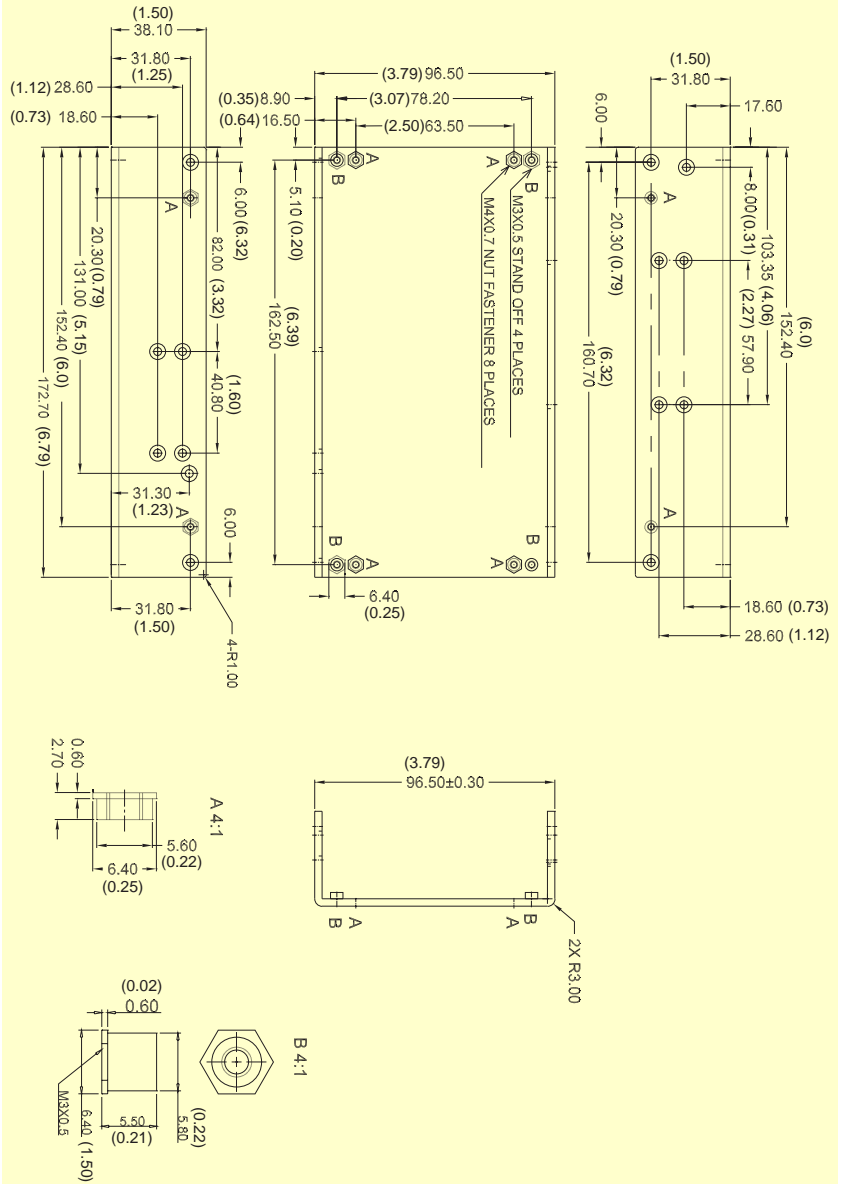 (1.50)
38.10
31.80
(1.25)
(1.12) 28.60
(0.73) 18.60
A
6.00 (6.32)
82.00 (3.32)
20.30 (0.79)
131.00 (5.15)
152.40 (6.0)
172.70 (6.79)
(1.60)
40.80
31.30
(1.23)
A
6.00
31.80
(1.50)
4-R1.00
(3.79) 96.50
(0.35) 8.90
(3.07) 78.20
(0.64) 16.50
(2.50) 63.50
B
A
A
B
5.10 (0.20)
(6.39)
162.50
M3X0.5 STAND OFF 4 PLACES
M4X0.7 NUT FASTENER 8 PLACES
B
A
A
B
6.40
(0.25)
(1.50)
31.80
17.60
6.00
A
20.30 (0.79)
8.00 (0.31)
103.35 (4.06)
(2.27) 57.90
(6.0)
152.40
(6.32)
160.70
A
18.60 (0.73)
28.60 (1.12)
0.60
2.70
A 4:1
5.60
(0.22)
6.40
(0.25)
(3.79)
96.50±0.30
B
A
A
B
2X R3.00
(0.02)
0.60
B 4:1
M3X0.5
6.40 (1.50)
5.50
(0.21)
(0.22)
5.80